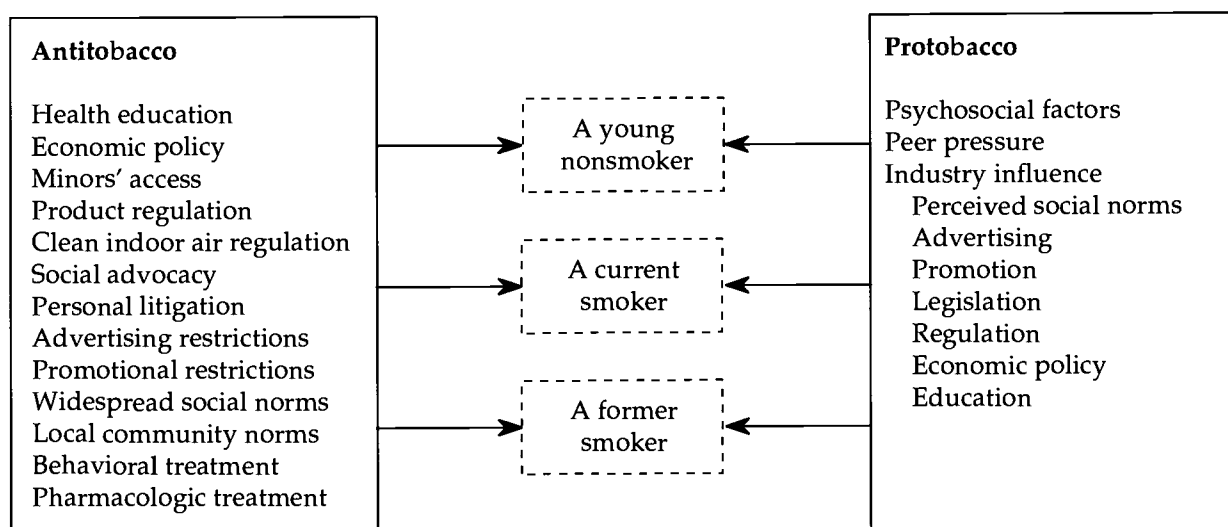 Antitobacco
Health education
Economic policy
Minors' access
Product regulation
Clean indoor air regulation
Social advocacy
Personal litigation
Advertising restrictions
Promotional restrictions
Widespread social norms
Local community norms
Behavioral treatment
Pharmacologic treatment
A young
nonsmoker
A current
smoker
A former
smoker
Protobacco
Psychosocial factors
Peer pressure
Industry influence
Perceived social norms
Advertising
Promotion
Legislation
Regulation
Economic policy
Education